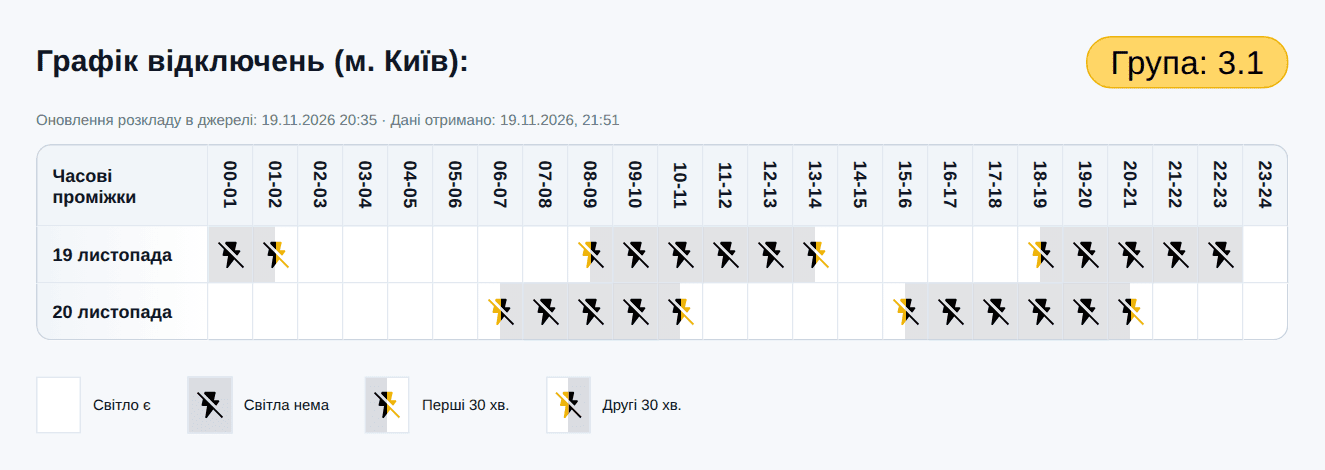 Графік відключень (м. Київ):
Група: 3.1
Оновлення розкладу в джерелі: 19.11.2026 20:35 · Дані отримано: 19.11.2026, 21:51
Часові
проміжки
00-01
01-02
02-03
03-04
04-05
05-06
06-07
07-08
08-09
09-10
10-11
11-12
12-13
13-14
14-15
15-16
16-17
17-18
18-19
19-20
20-21
21-22
22-23
23-24
19 листопада
20 листопада
Світло є
Світла нема
Перші 30 хв.
Другі 30 хв.